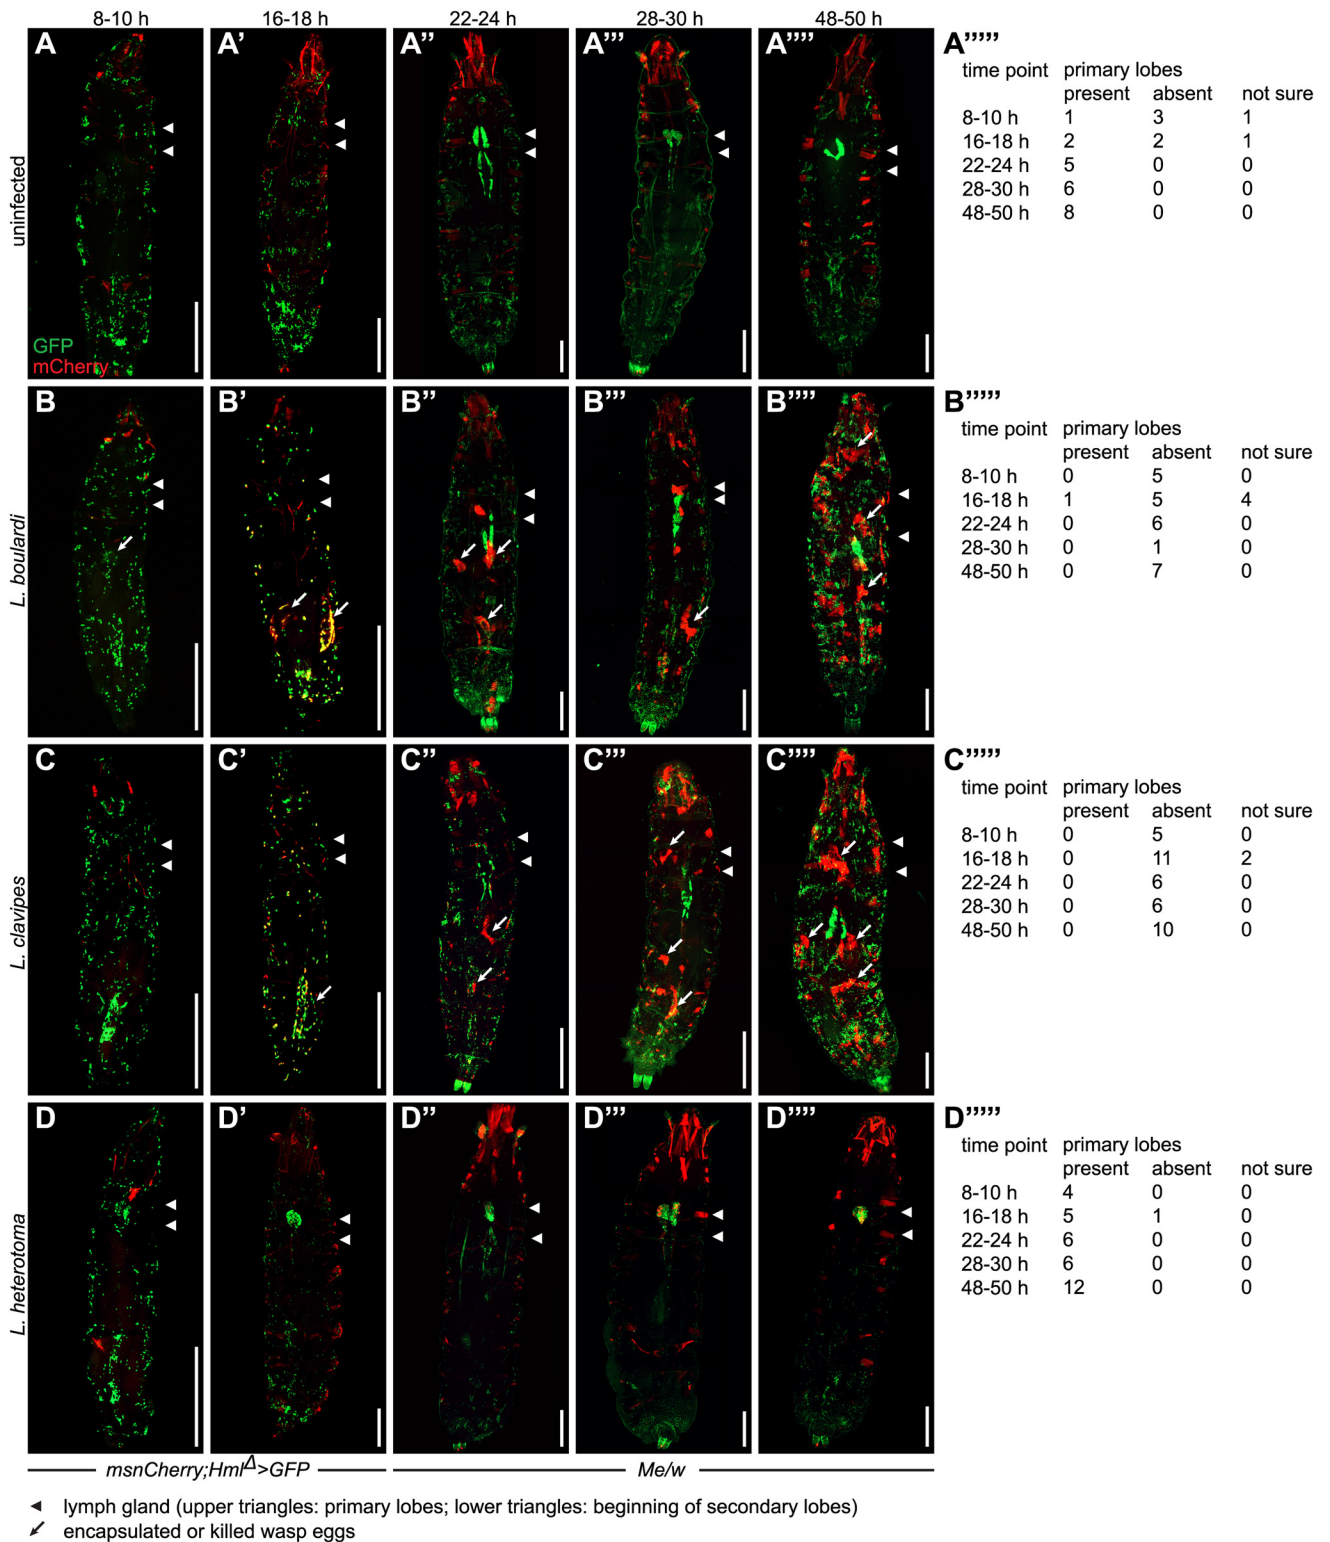 8-10 h 16-18 h 22-24 h 28-30 h 48-50 h
uninfected
A A’ A’’ A’’’ A’’’’ A’’’’’
GFP
mCherry
time point primary lobes
present absent not sure
8-10 h 1 3 1
16-18 h 2 2 1
22-24 h 5 0 0
28-30 h 6 0 0
48-50 h 8 0 0
L. boulardi
B B’ B’’ B’’’ B’’’’ B’’’’’
time point primary lobes
present absent not sure
8-10 h 0 5 0
16-18 h 1 5 4
22-24 h 0 6 0
28-30 h 0 1 0
48-50 h 0 7 0
L. clavipes
C C’ C’’ C’’’ C’’’’ C’’’’’
time point primary lobes
present absent not sure
8-10 h 0 5 0
16-18 h 0 11 2
22-24 h 0 6 0
28-30 h 0 6 0
48-50 h 0 10 0
L. heterotoma
D D’ D’’ D’’’ D’’’’ D’’’’’
time point primary lobes
present absent not sure
8-10 h 4 0 0
16-18 h 5 1 0
22-24 h 6 0 0
28-30 h 6 0 0
48-50 h 12 0 0
msnCherry;HmlΔ>GFP Me/w
lymph gland (upper triangles: primary lobes; lower triangles: beginning of secondary lobes)
encapsulated or killed wasp eggs